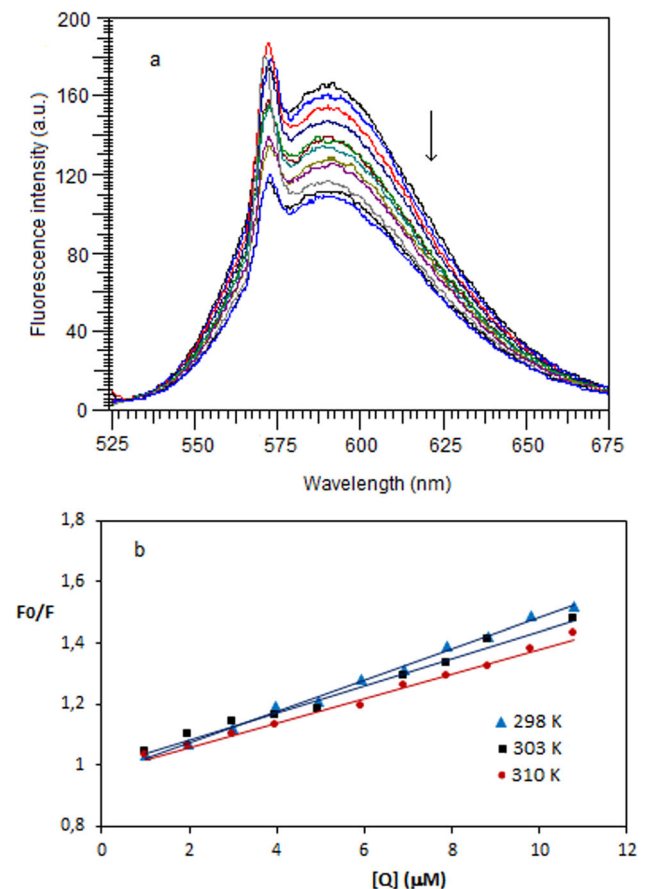 200
a
160
120
80
40
0
Fluorescence intensity (a.u.)
525 550 575 600 625 650 675
Wavelength (nm)
1,8
b
1,6
F0/F
1,4
1,2
298 K
303 K
1
310 K
0,8
0 2 4 6 8 10 12
[Q] (µM)